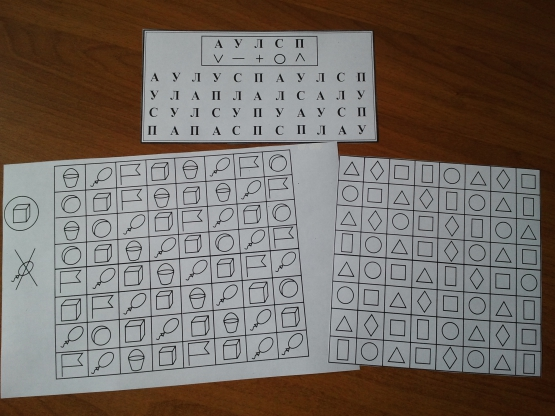 А У Л С П
А У Л У С П А У Л С П
У Л А П Л А Л С А Л У
С У Л С У П У А У С П
П А П А С П С П Л А У